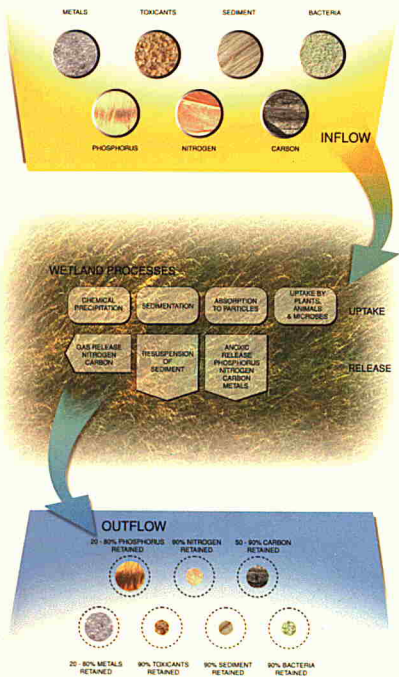 METALS TOXICANTS SEDIMENT BACTERIA
PHOSPHORUS NITROGEN CARBON
INFLOW
WETLAND PROCESSES
CHEMICAL
PRECIPITATION
SEDIMENTATION
ABSORPTION
TO PARTICLES
UPTAKE BY
PLANTS,
ANIMALS
& MICROBES
UPTAKE
GAS RELEASE
NITROGEN
CARBON
RESUSPENSION
OF
SEDIMENT
ANOXIC
RELEASE
PHOSPHORUS
NITROGEN
CARBON
METALS
RELEASE
OUTFLOW
20 - 80% PHOSPHORUS
RETAINED
90% NITROGEN
RETAINED
50 - 90% CARBON
RETAINED
20 - 80% METALS
RETAINED
90% TOXICANTS
RETAINED
90% SEDIMENT
RETAINED
90% BACTERIA
RETAINED